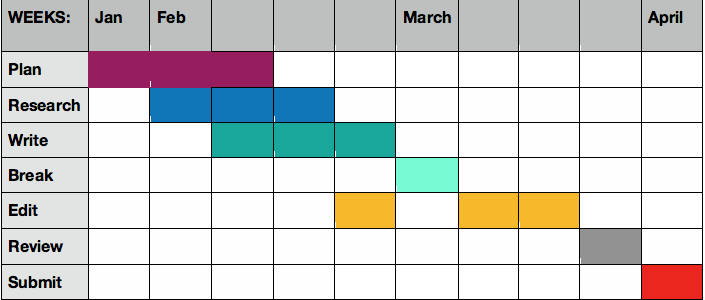 WEEKS: Jan Feb March April
Plan
Research
Write
Break
Edit
Review
Submit